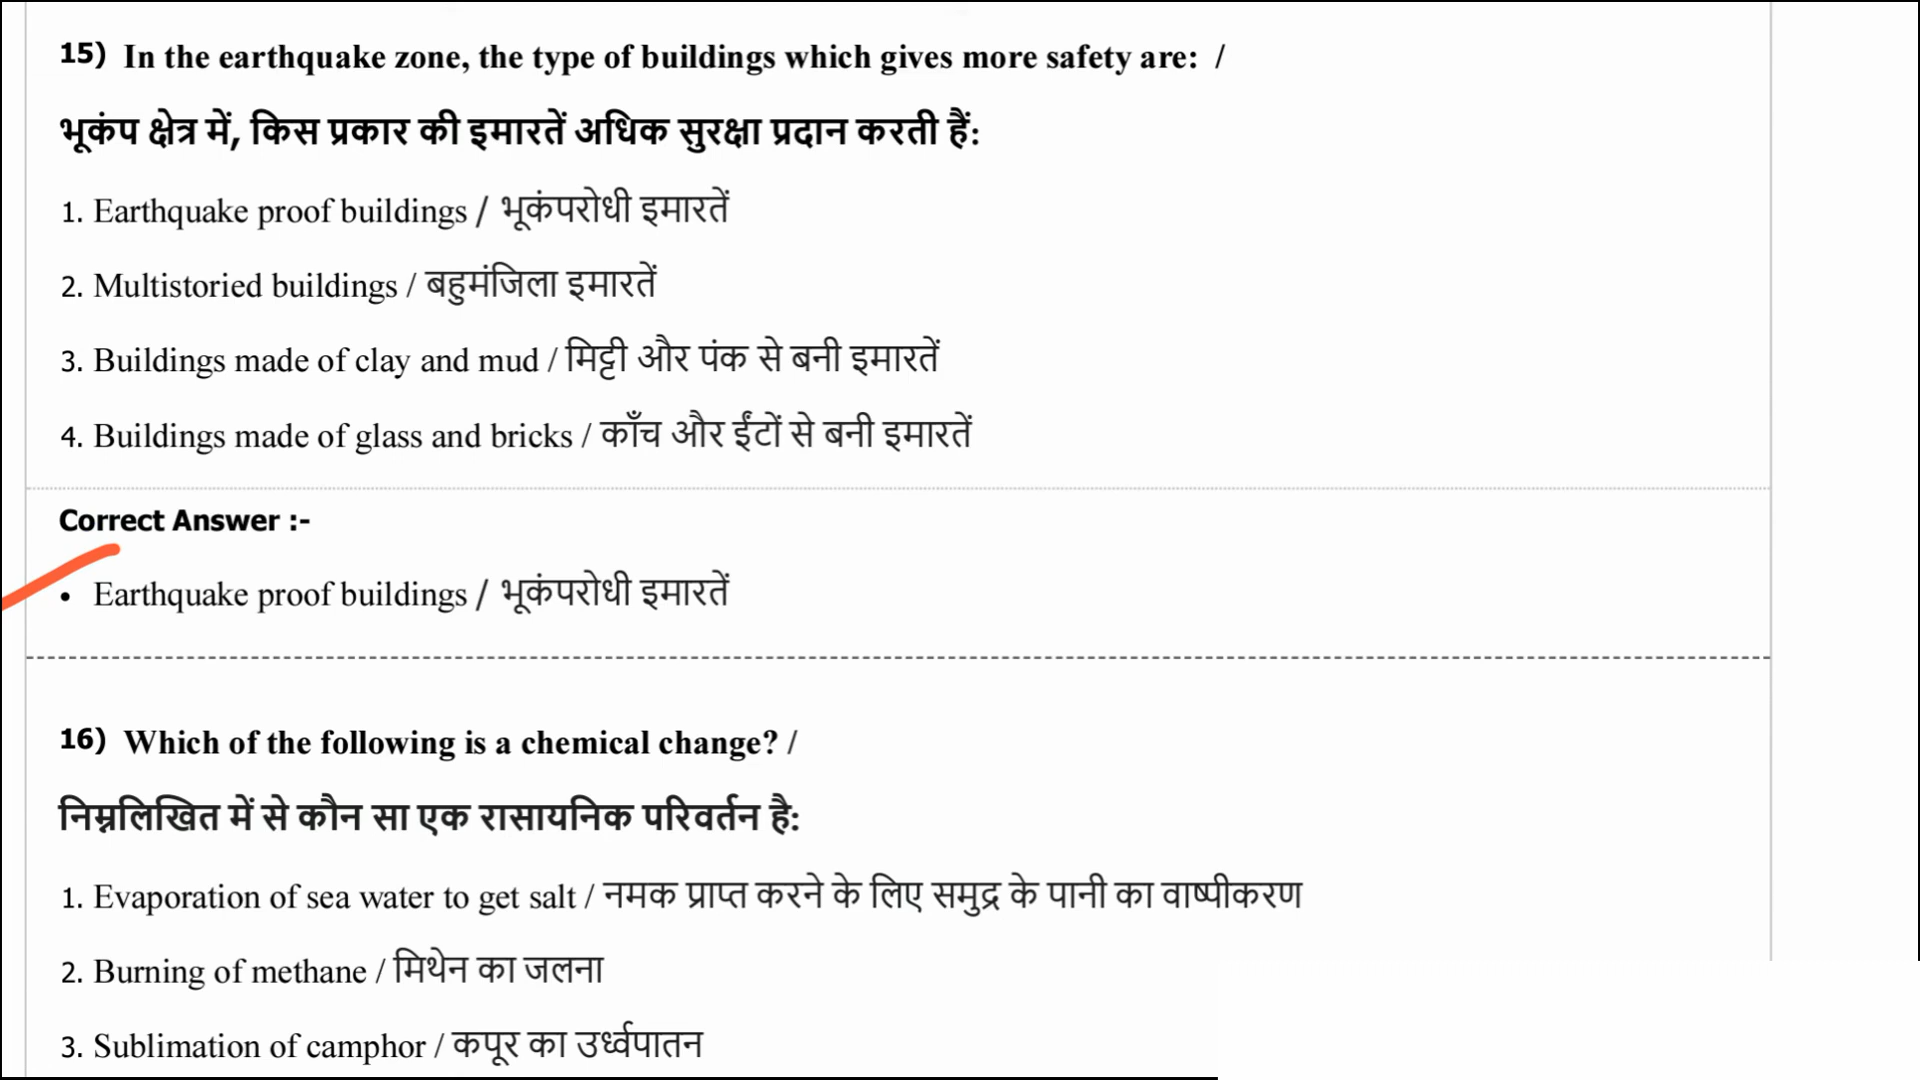 15) In the earthquake zone, the type of buildings which gives more safety are: /
भूकंप क्षेत्र में, किस प्रकार की इमारतें अधिक सुरक्षा प्रदान करती हैं:
1. Earthquake proof buildings / भूकंपरोधी इमारतें
2. Multistoried buildings / बहुमंजिला इमारतें
3. Buildings made of clay and mud / मिट्टी और पंक से बनी इमारतें
4. Buildings made of glass and bricks / काँच और ईंटों से बनी इमारतें
Correct Answer :-
• Earthquake proof buildings / भूकंपरोधी इमारतें
16) Which of the following is a chemical change? /
निम्नलिखित में से कौन सा एक रासायनिक परिवर्तन है:
1. Evaporation of sea water to get salt / नमक प्राप्त करने के लिए समुद्र के पानी का वाष्पीकरण
2. Burning of methane / मिथेन का जलना
3. Sublimation of camphor / कपूर का उर्ध्वपातन